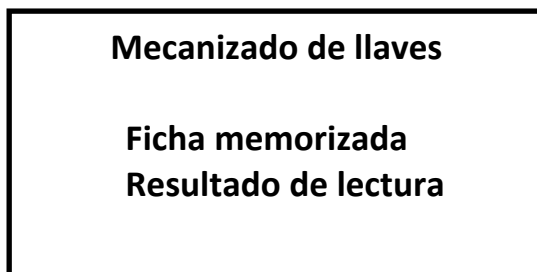 Mecanizado de llaves
Ficha memorizada
Resultado de lectura